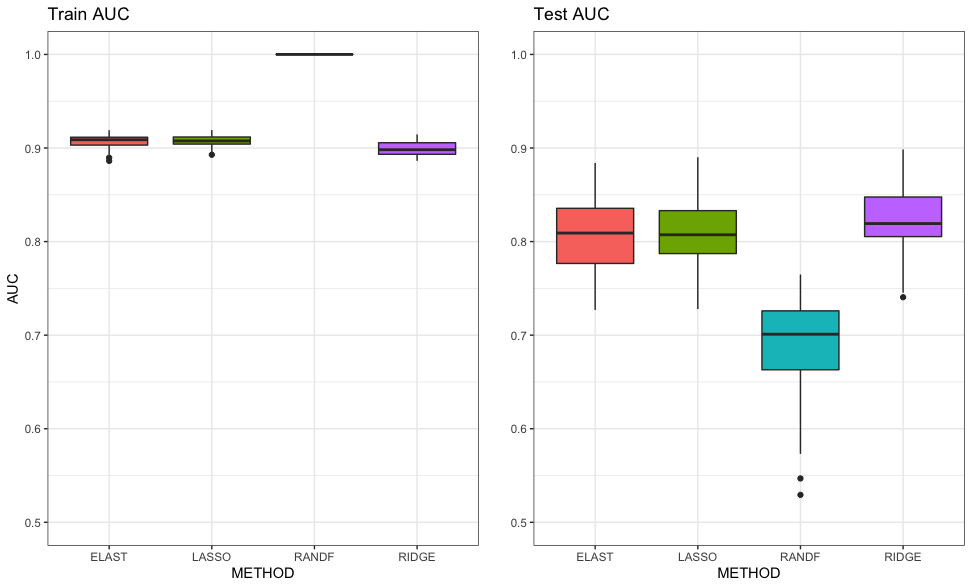 Train AUC
AUC
1.0
0.9
0.8
0.7
0.6
0.5
ELAST LASSO RANDF RIDGE
METHOD
Test AUC
1.0
0.9
0.8
0.7
0.6
0.5
ELAST LASSO RANDF RIDGE
METHOD